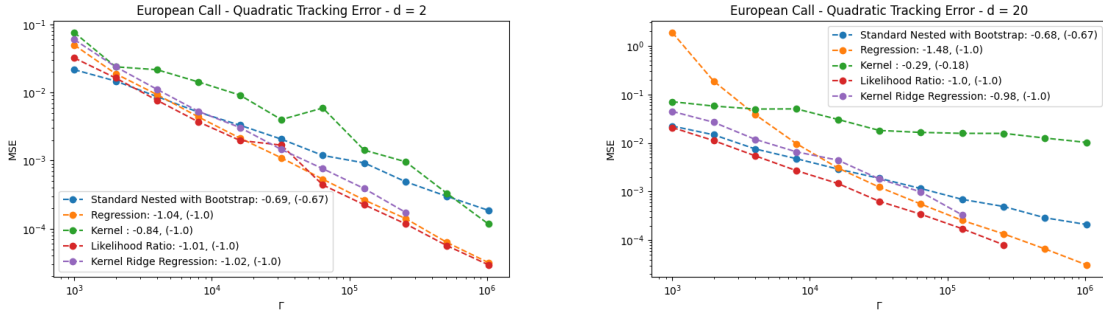 European Call - Quadratic Tracking Error - d = 2
MSE
10⁻¹
10⁻²
10⁻³
10⁻⁴
Standard Nested with Bootstrap: -0.69, (-0.67)
Regression: -1.04, (-1.0)
Kernel : -0.84, (-1.0)
Likelihood Ratio: -1.01, (-1.0)
Kernel Ridge Regression: -1.02, (-1.0)
10³
10⁴
10⁵
10⁶
Γ
European Call - Quadratic Tracking Error - d = 20
MSE
10⁰
10⁻¹
10⁻²
10⁻³
10⁻⁴
Standard Nested with Bootstrap: -0.68, (-0.67)
Regression: -1.48, (-1.0)
Kernel : -0.29, (-0.18)
Likelihood Ratio: -1.0, (-1.0)
Kernel Ridge Regression: -0.98, (-1.0)
10³
10⁴
10⁵
10⁶
Γ